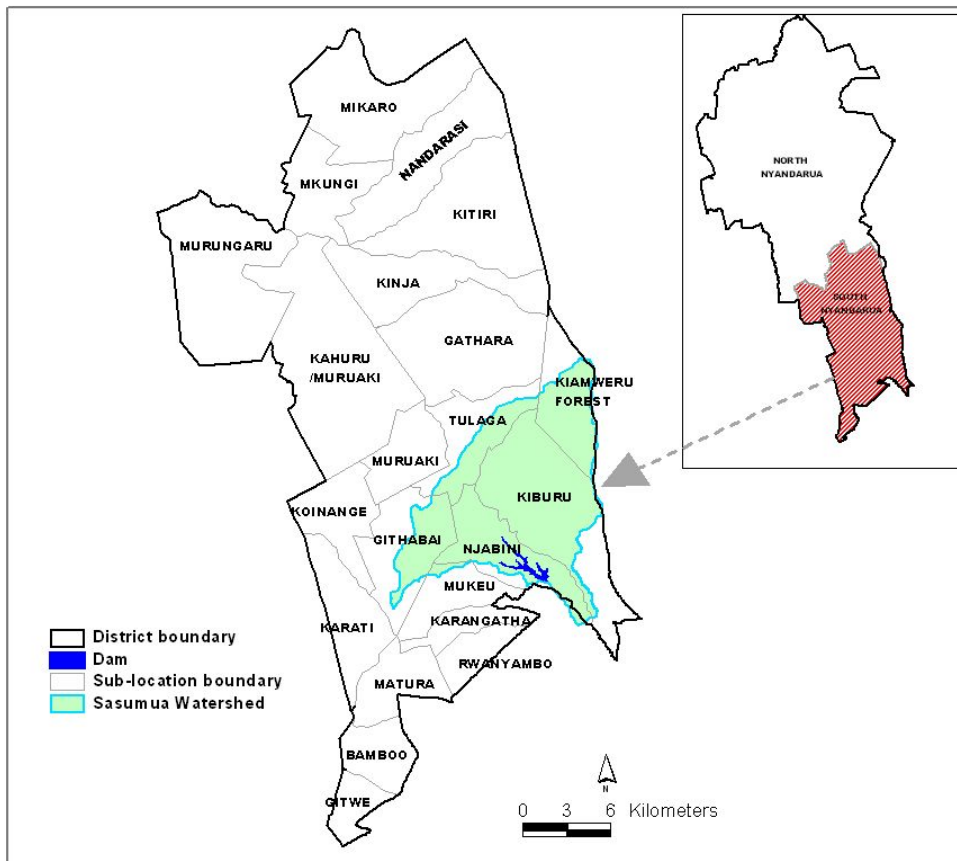 MIKARO
NANDARASI
MKUNGI
KITIRI
MURUNGARU
KINJA
GATHARA
KAHURU
/MURUAKI
KIAMWERU
FOREST
TULAGA
MURUAKI
KIBURU
KOINANGE
GITHABAI
NJABINI
MUKEU
KARATI
KARANGATHA
RWANYAMBO
MATURA
BAMBOO
GITWE
NORTH
NYANDARUA
SOUTH
NYANDARUA
District boundary
Dam
Sub-location boundary
Sasumua Watershed
N
0 3 6 Kilometers